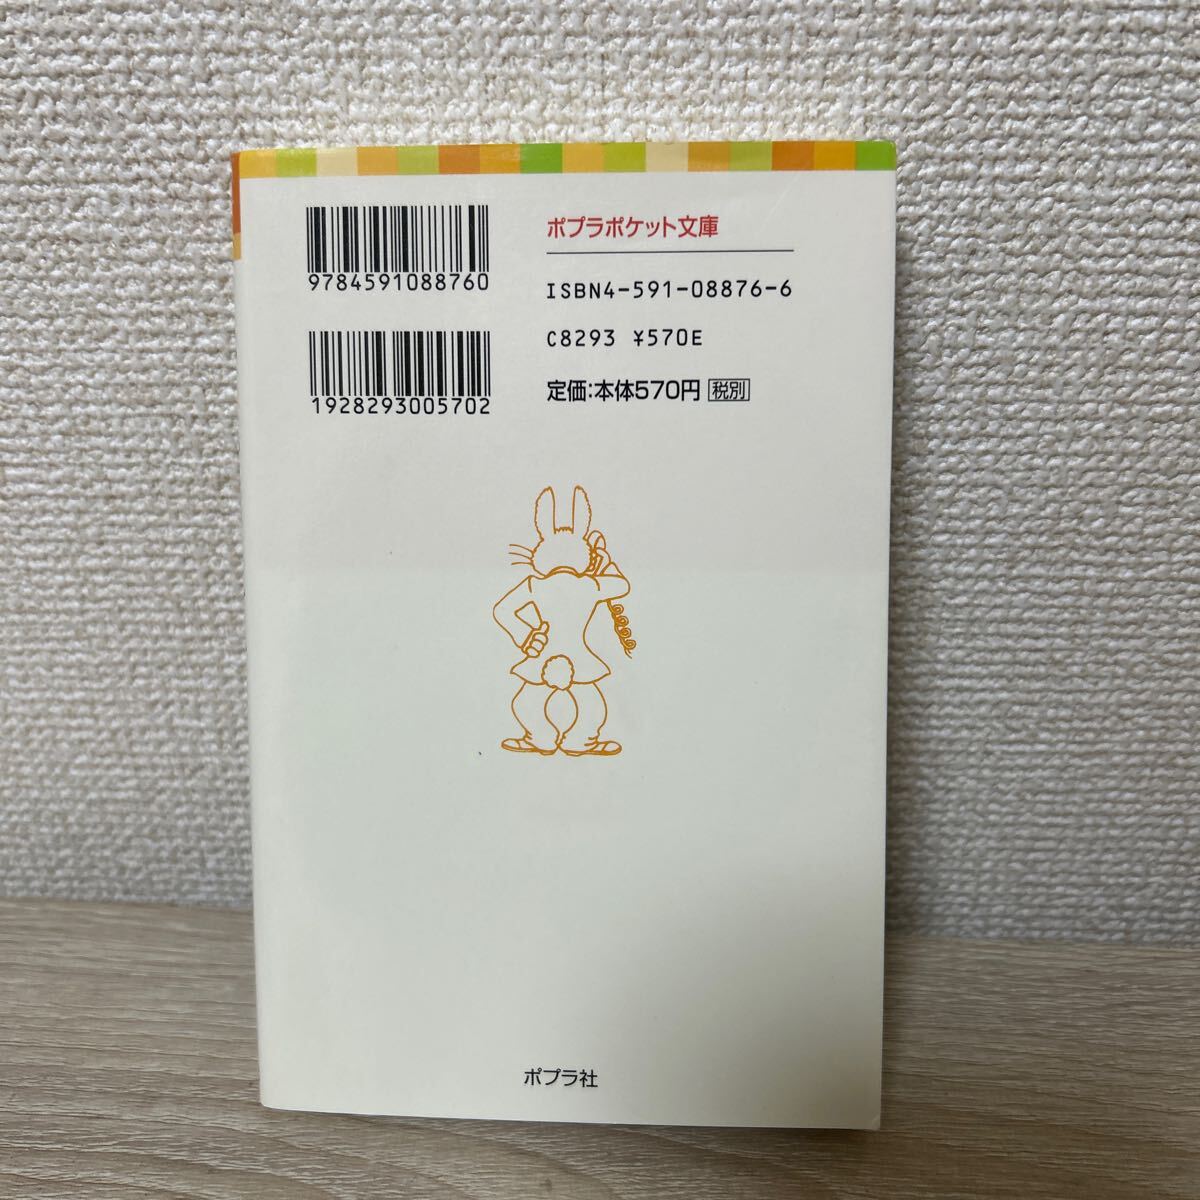 9784591088760
1928293005702
ポプラポケット文庫
ISBN4-591-08876-6
C8293 ¥570E
定価:本体570円 税別
ポプラ社